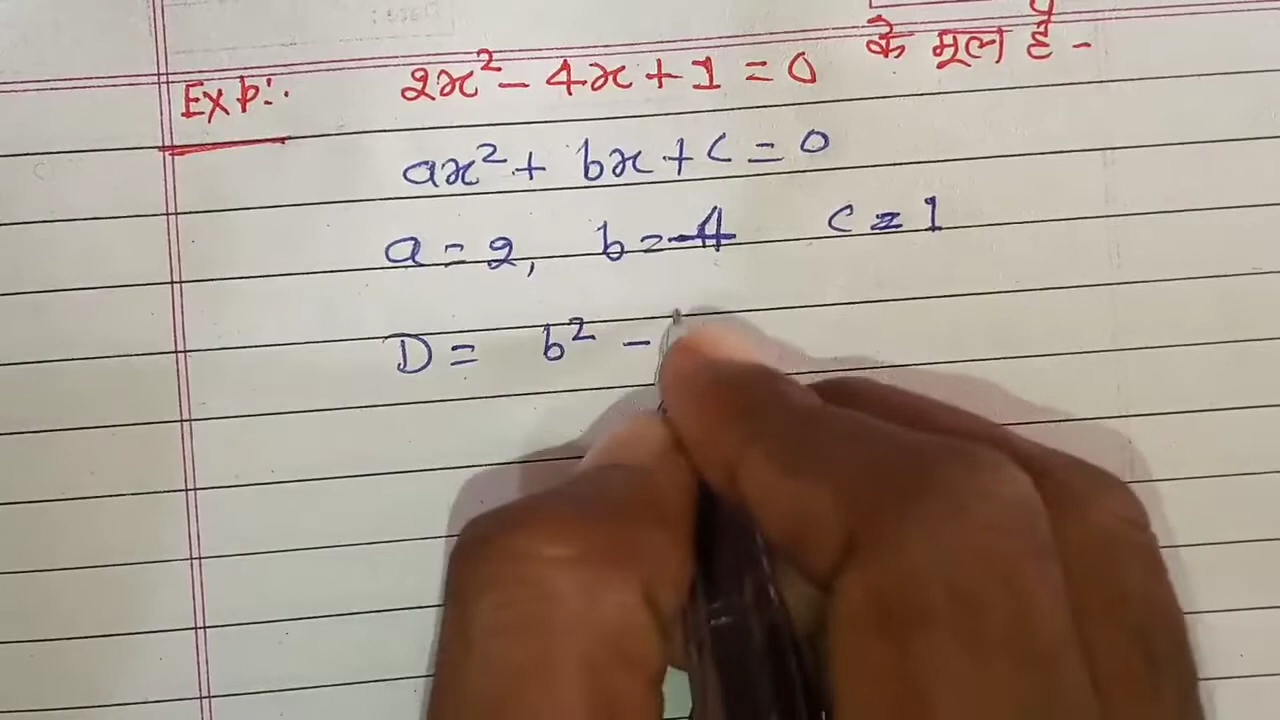 Exp:. 2x² - 4x + 1 = 0 के मूल है -
ax² + bx + c = 0
a = 2, b = -4 c = 1
D = b² -